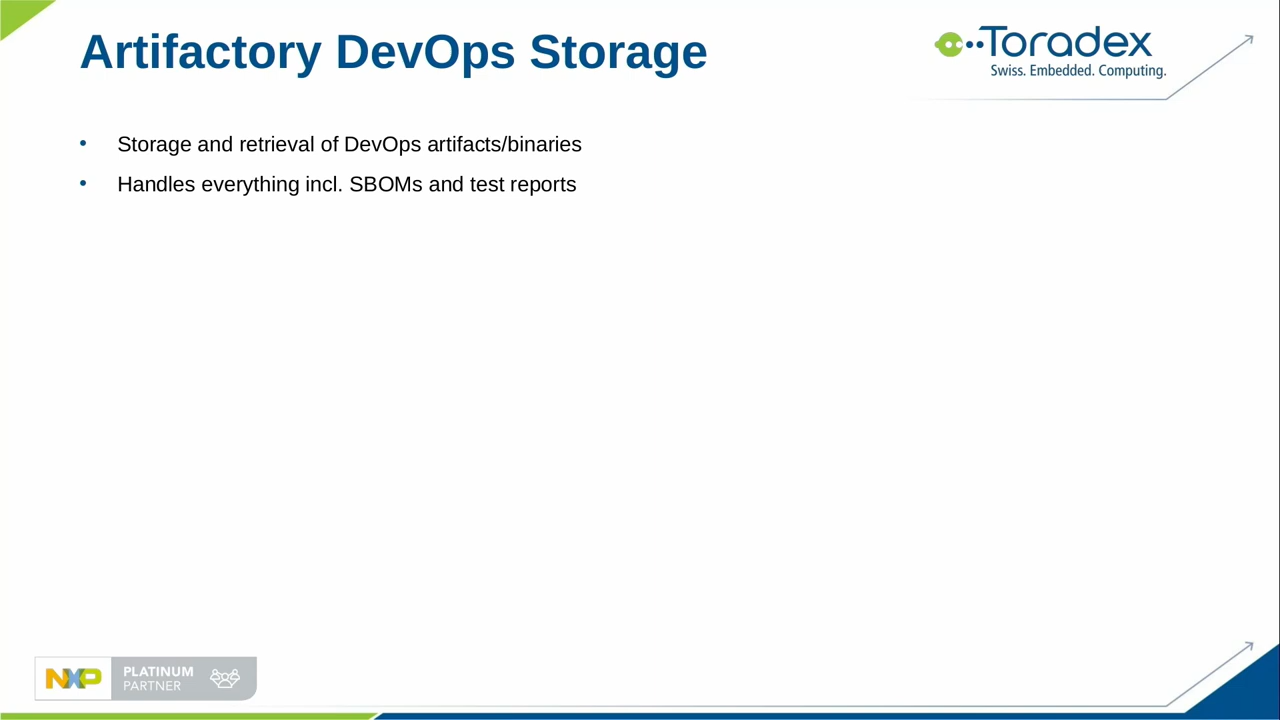 Artifactory DevOps Storage
Toradex
Swiss. Embedded. Computing.
• Storage and retrieval of DevOps artifacts/binaries
• Handles everything incl. SBOMs and test reports
NXP
PLATINUM
PARTNER